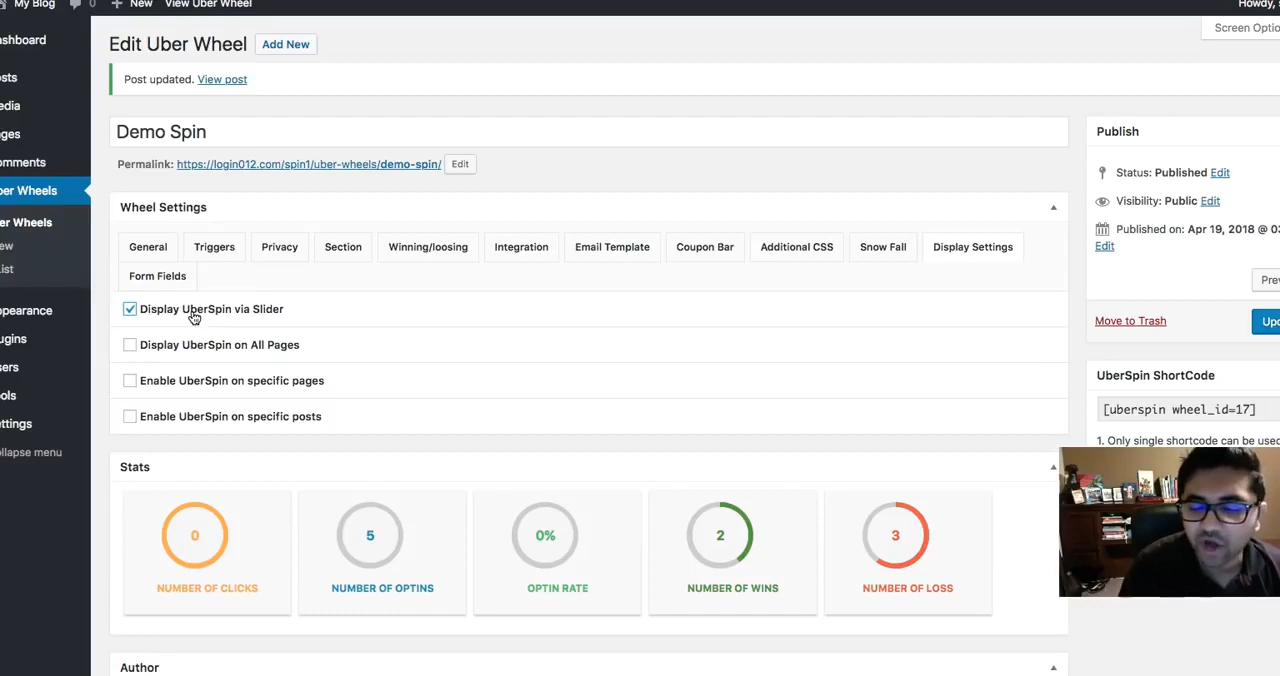 My Blog 0 New View Uber Wheel Howdy,
Screen Optio
Edit Uber Wheel Add New
Post updated. View post
Demo Spin
Permalink: https://login012.com/spin1/uber-wheels/demo-spin/ Edit
Wheel Settings
General Triggers Privacy Section Winning/loosing Integration Email Template Coupon Bar Additional CSS Snow Fall Display Settings
Form Fields
Display UberSpin via Slider
Display UberSpin on All Pages
Enable UberSpin on specific pages
Enable UberSpin on specific posts
Stats
0 5 0% 2 3
NUMBER OF CLICKS NUMBER OF OPTINS OPTIN RATE NUMBER OF WINS NUMBER OF LOSS
Author
shboard
sts
edia
ges
omments
ber Wheels
er Wheels
ew
ist
ppearance
ugins
sers
ols
ettings
ollapse menu
Publish
Status: Published Edit
Visibility: Public Edit
Published on: Apr 19, 2018 @ 03
Edit
Prev
Move to Trash Upd
UberSpin ShortCode
[uberspin wheel_id=17]
1. Only single shortcode can be used